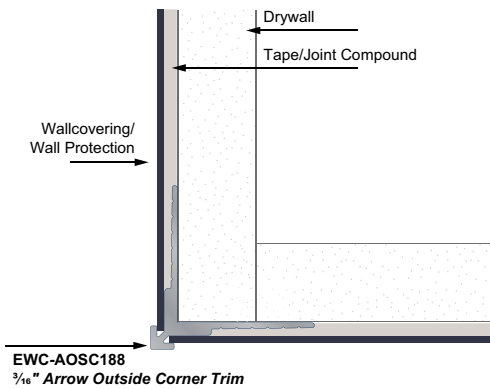 Drywall
Tape/Joint Compound
Wallcovering/
Wall Protection
EWC-AOSC188
³⁄₁₆" Arrow Outside Corner Trim